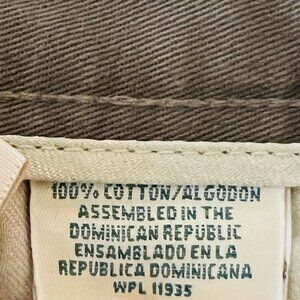 100% COTTON/ALGODON
ASSEMBLED IN THE
DOMINICAN REPUBLIC
ENSAMBLADO EN LA
REPUBLICA DOMINICANA
WPL 11935